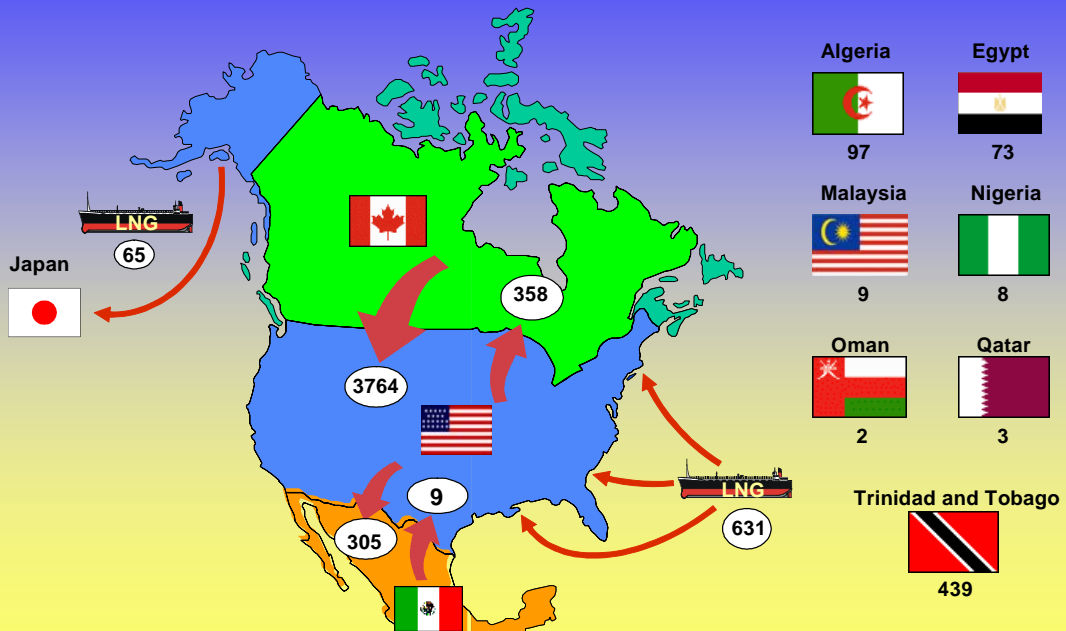 Algeria
Egypt
97
73
Malaysia
Nigeria
9
8
LNG
65
Japan
358
3764
Oman
Qatar
2
3
9
305
LNG
631
Trinidad and Tobago
439